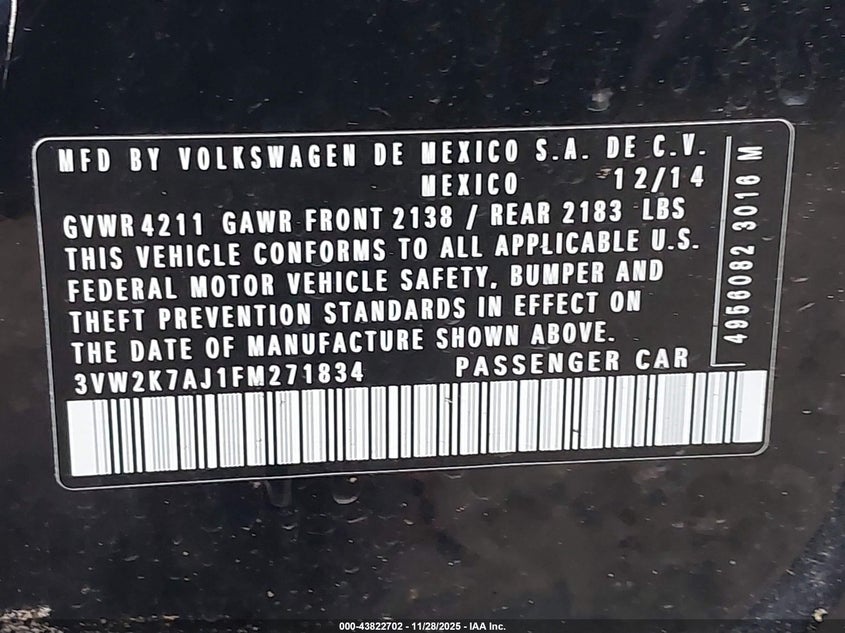 MFD BY VOLKSWAGEN DE MEXICO S.A. DE C.V.
MEXICO 12/14
GVWR 4211 GAWR FRONT 2138 / REAR 2183 LBS
THIS VEHICLE CONFORMS TO ALL APPLICABLE U.S.
FEDERAL MOTOR VEHICLE SAFETY, BUMPER AND
THEFT PREVENTION STANDARDS IN EFFECT ON
THE DATE OF MANUFACTURE SHOWN ABOVE.
3VW2K7AJ1FM271834 PASSENGER CAR
4956082 3016 M
000-43822702 - 11/28/2025 - IAA Inc.